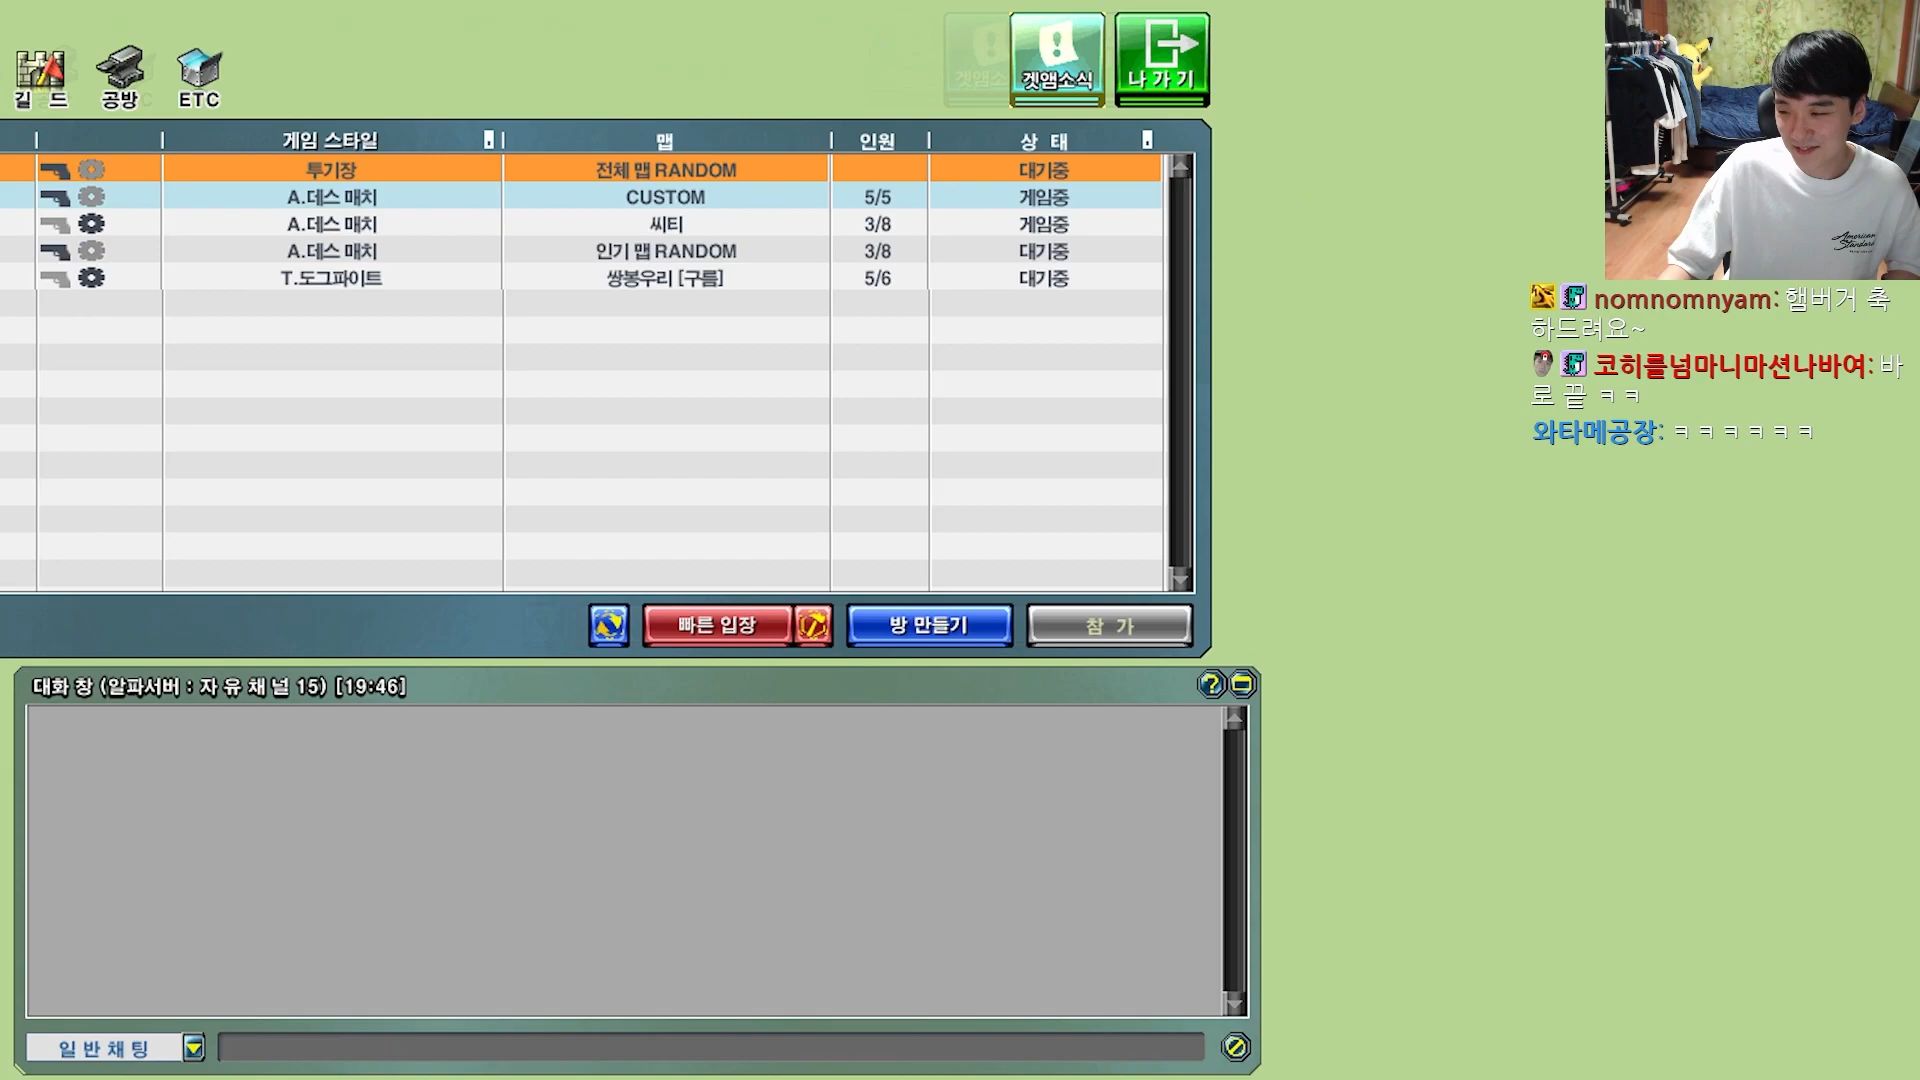 겟앰소
겟앰소식
나가기
길 드
공방
ETC
게임 스타일 맵 인원 상 태
투기장 전체 맵 RANDOM 대기중
A.데스 매치 CUSTOM 5/5 게임중
A.데스 매치 씨티 3/8 게임중
A.데스 매치 인기 맵 RANDOM 3/8 대기중
T.도그파이트 쌍봉우리 [구름] 5/6 대기중
빠른 입장 방 만들기 참 가
대화 창 (알파서버 : 자 유 채 널 15) [19:46]
일 반 채 팅
American
Standard
nomnomnyam: 햄버거 축
하드려요~
코히를넘마니마션나바여: 바
로 끝 ㅋㅋ
와타메공장: ㅋㅋㅋㅋㅋㅋ